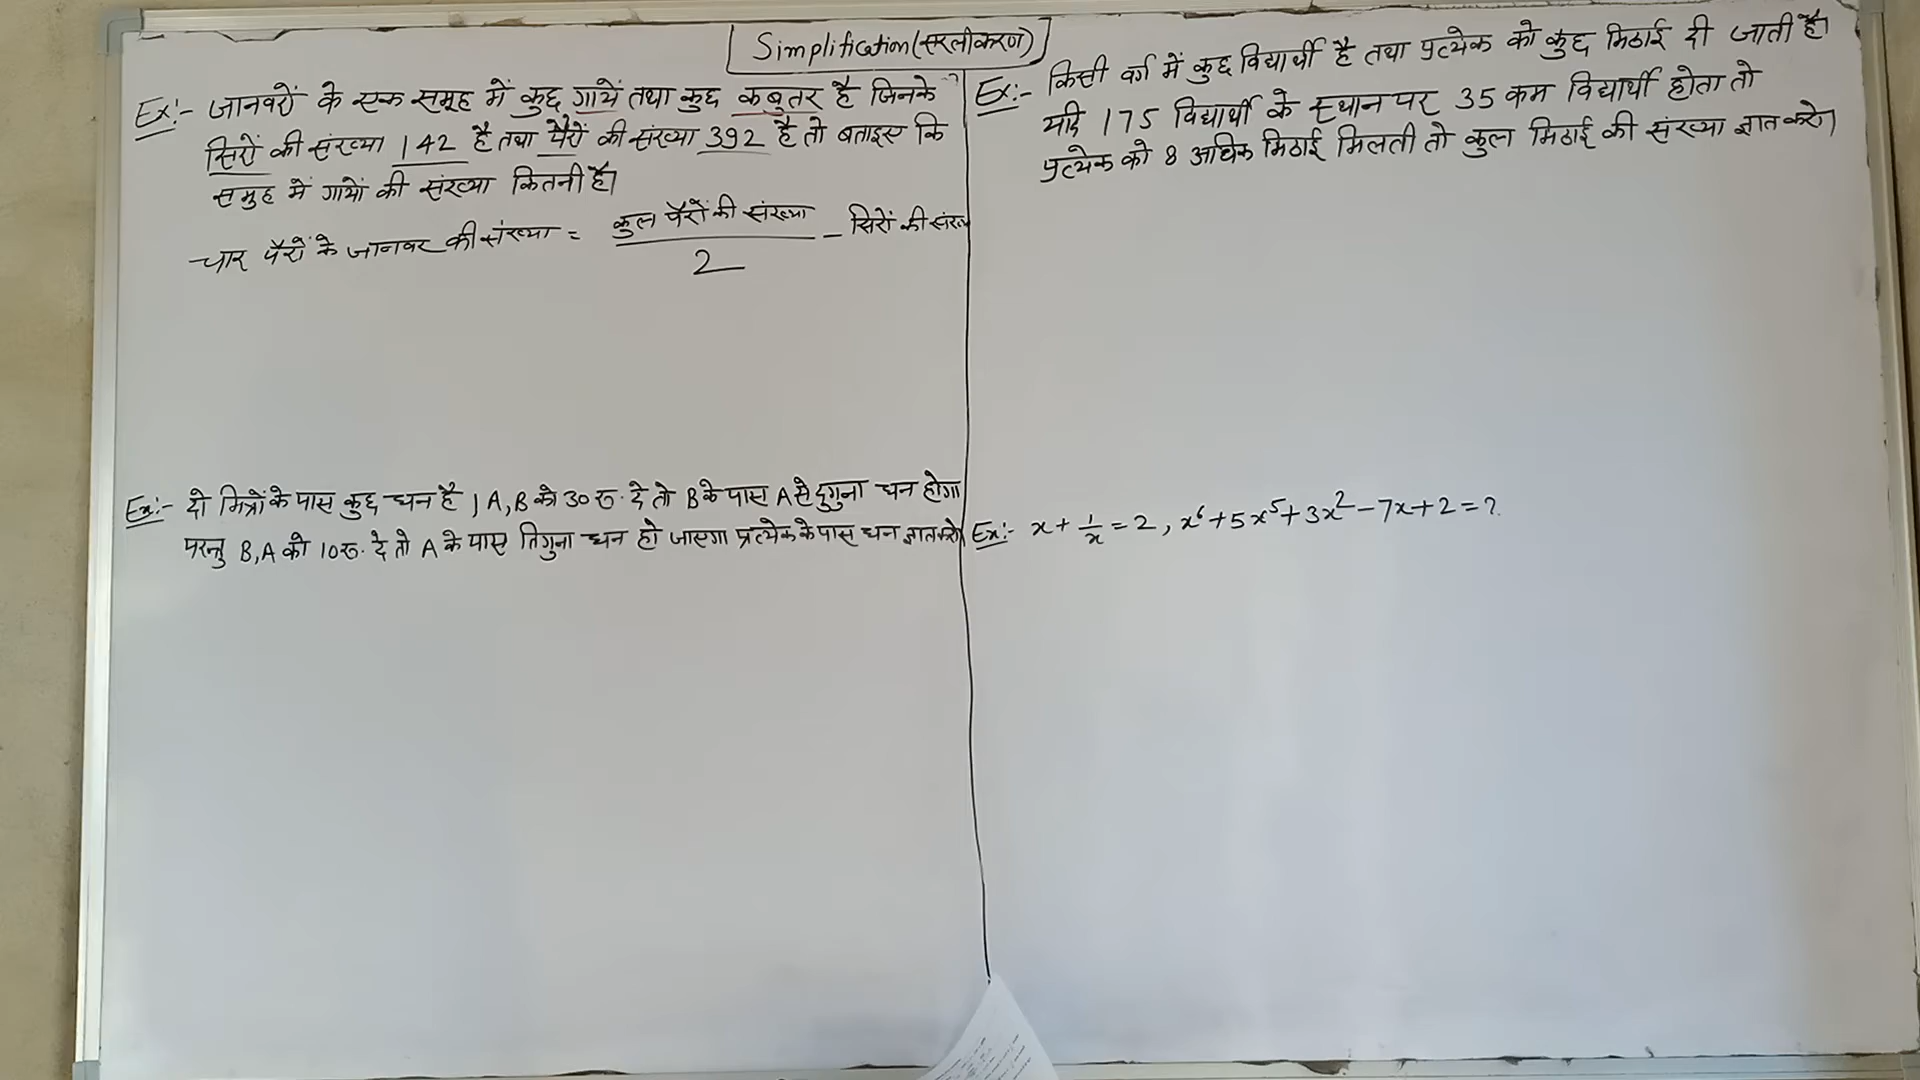 Simplification(सरलीकरण)
Ex:- जानवरों के एक समूह में कुछ गायें तथा कुछ कबुतर है जिनके
सिरों की संख्या 142 है तथा पैरों की संख्या 392 है तो बताइए कि
समुह में गायों की संख्या कितनी है।
चार पैरों के जानवर की संख्या = कुल पैरों की संख्या / 2 - सिरों की संख्य
Ex:- दो मित्रों के पास कुछ धन है, A, B को 30 रु. दे तो B के पास A से दुगुना धन होगा
परन्तु B, A को 10 रु. दे तो A के पास तिगुना धन हो जाएगा प्रत्येक के पास धन ज्ञात करो।
Ex:- किसी वर्ग में कुछ विद्यार्थी है तथा प्रत्येक को कुछ मिठाई दी जाती है।
यदि 175 विद्यार्थी के स्थान पर 35 कम विद्यार्थी होता तो
प्रत्येक को 8 अधिक मिठाई मिलती तो कुल मिठाई की संख्या ज्ञात करो।
Ex:- x + 1/x = 2, x⁶ + 5x⁵ + 3x² - 7x + 2 = ?